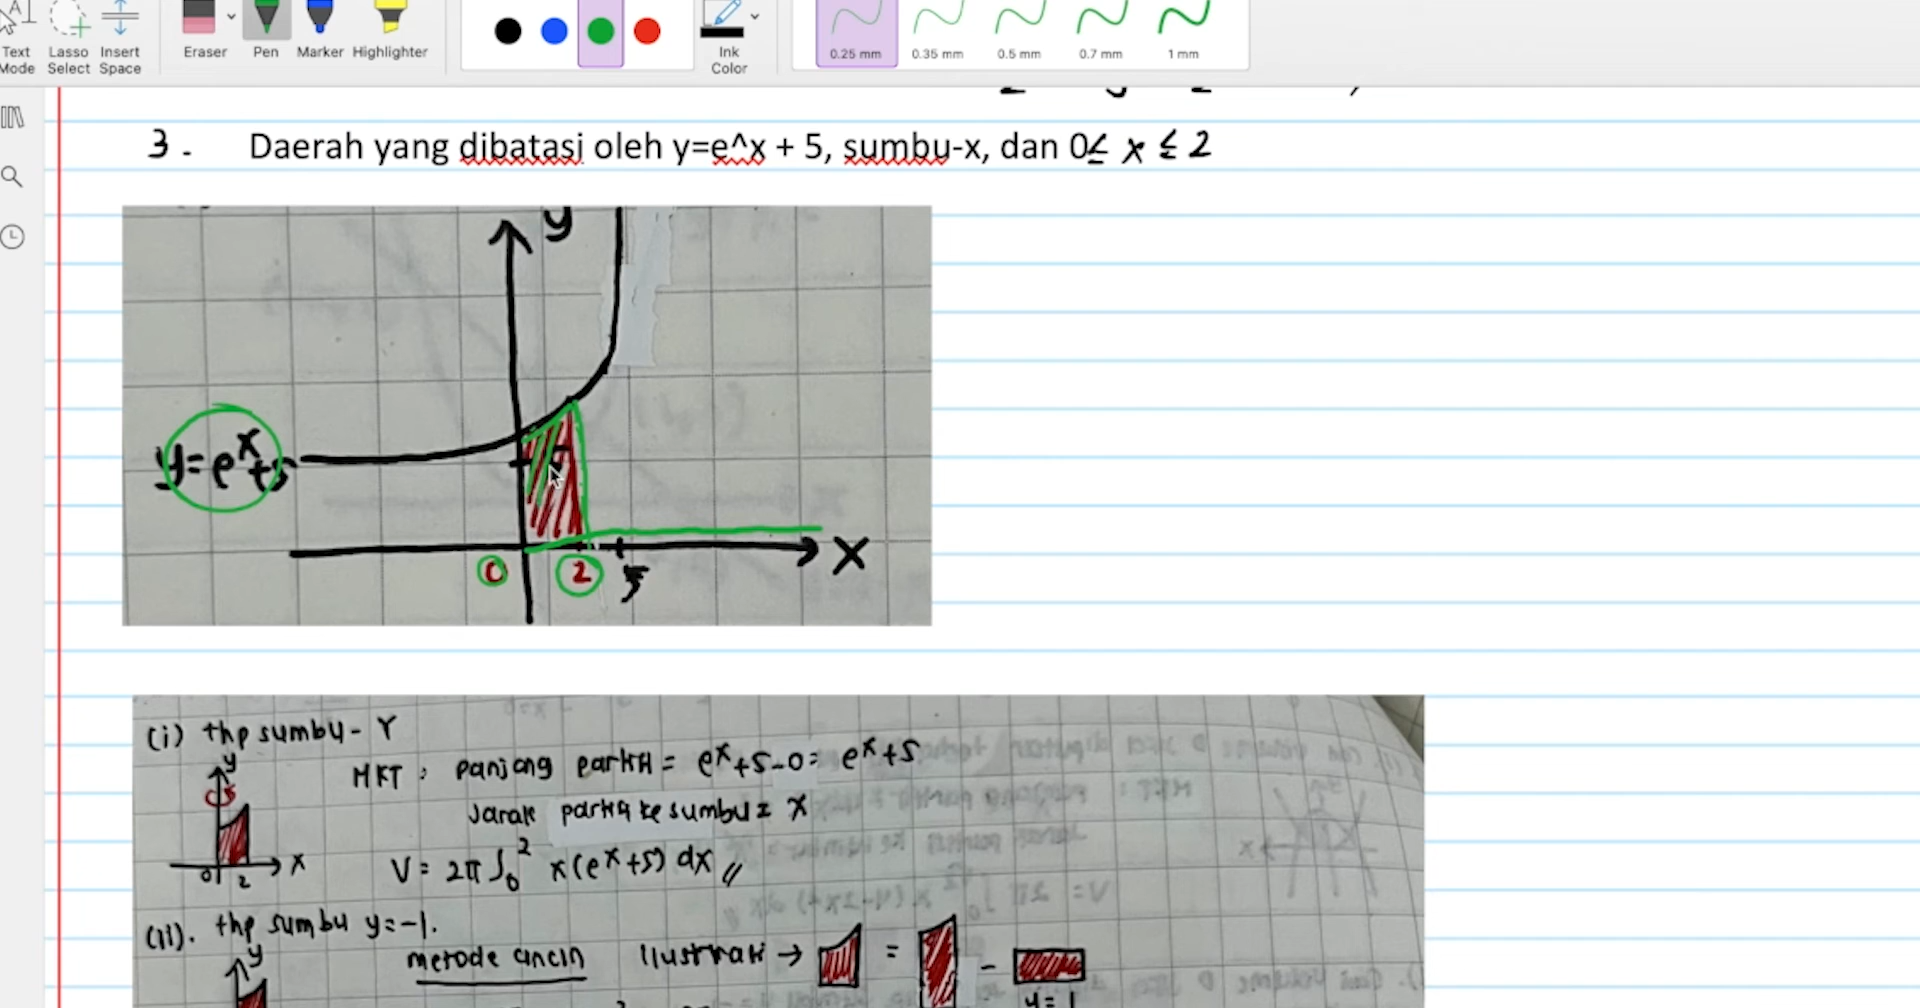 Text Mode
Lasso Select
Insert Space
Eraser
Pen
Marker
Highlighter
Ink Color
0.25 mm
0.35 mm
0.5 mm
0.7 mm
1 mm
3. Daerah yang dibatasi oleh y=e^x + 5, sumbu-x, dan 0≤ x ≤ 2
y
y=e^x+5
0 2 5 X
(i) thp sumbu-Y
y
MKT : panjang partisi = e^x+5-0= e^x+5
Jarak partisi ke sumbu = x
0 2 x
V= 2π ∫₀² x(e^x+5) dx //
(ii). thp sumbu y=-1.
y
metode cincin ilustrasi → = -